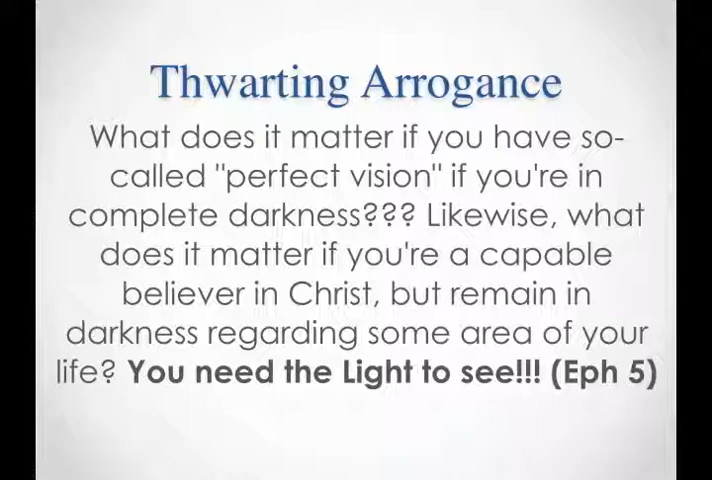 Thwarting Arrogance
What does it matter if you have so-
called "perfect vision" if you're in
complete darkness??? Likewise, what
does it matter if you're a capable
believer in Christ, but remain in
darkness regarding some area of your
life? You need the Light to see!!! (Eph 5)